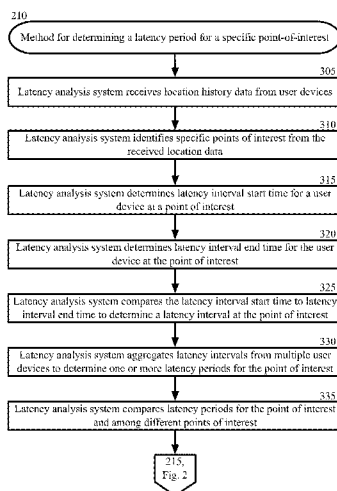 210
Method for determining a latency period for a specific point-of-interest
305
Latency analysis system receives location history data from user devices
310
Latency analysis system identifies specific points of interest from the
received location data
315
Latency analysis system determines latency interval start time for a user
device at a point of interest
320
Latency analysis system determines latency interval end time for the user
device at the point of interest
325
Latency analysis system compares the latency interval start time to latency
interval end time to determine a latency interval at the point of interest
330
Latency analysis system aggregates latency intervals from multiple user
devices to determine one or more latency periods for the point of interest
335
Latency analysis system compares latency periods for the point of interest
and among different points of interest
215,
Fig. 2